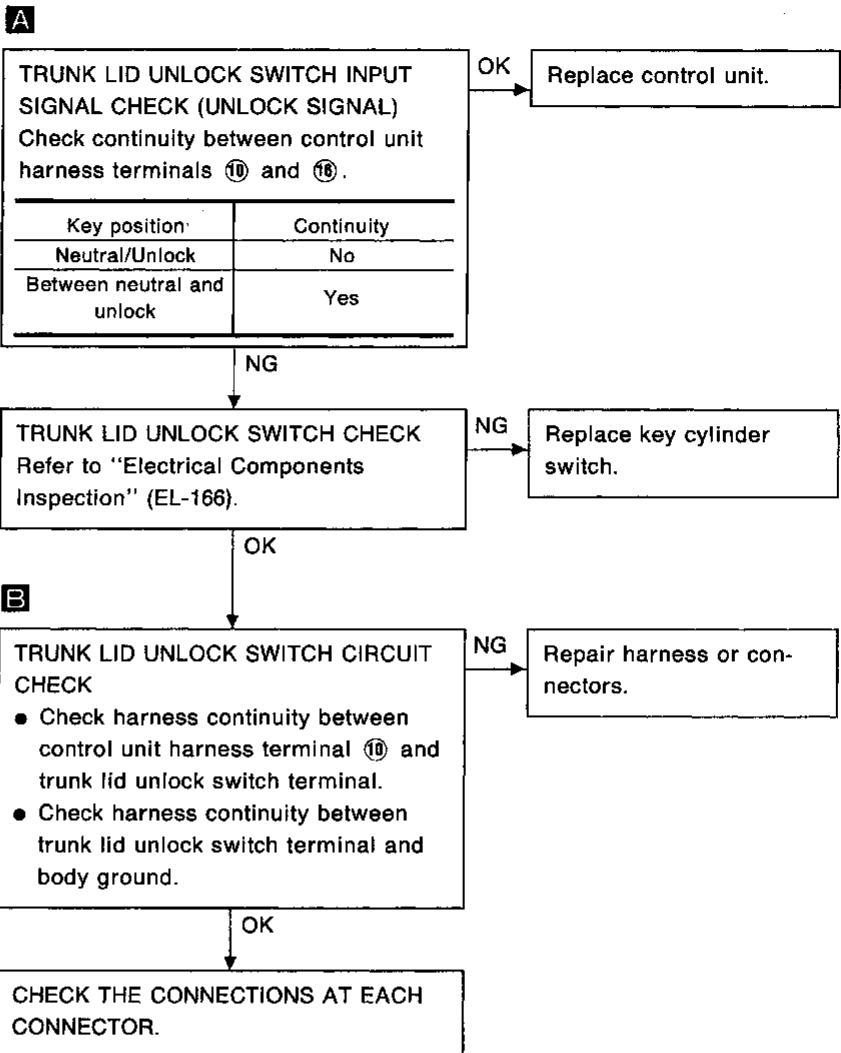 A
TRUNK LID UNLOCK SWITCH INPUT
SIGNAL CHECK (UNLOCK SIGNAL)
Check continuity between control unit
harness terminals ⑩ and ⑯.
Key position Continuity
Neutral/Unlock No
Between neutral and
unlock
Yes
OK
Replace control unit.
NG
TRUNK LID UNLOCK SWITCH CHECK
Refer to "Electrical Components
Inspection" (EL-166).
NG
Replace key cylinder
switch.
OK
B
TRUNK LID UNLOCK SWITCH CIRCUIT
CHECK
● Check harness continuity between
control unit harness terminal ⑩ and
trunk lid unlock switch terminal.
● Check harness continuity between
trunk lid unlock switch terminal and
body ground.
NG
Repair harness or con-
nectors.
OK
CHECK THE CONNECTIONS AT EACH
CONNECTOR.